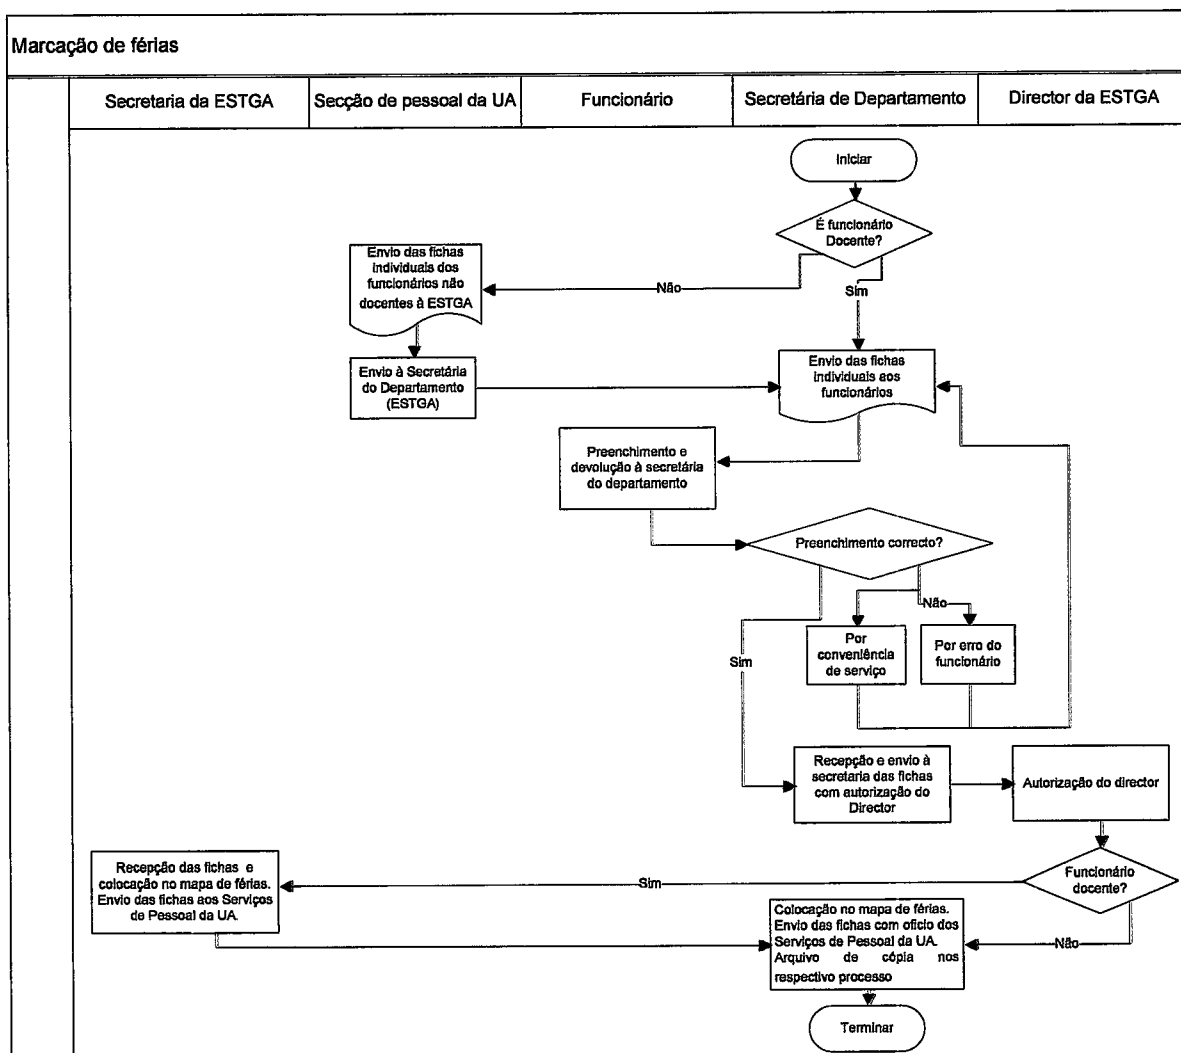 Marcação de férias
Secretaria da ESTGA
Secção de pessoal da UA
Funcionário
Secretária de Departamento
Director da ESTGA
Iniciar
É funcionário
Docente?
Envio das fichas
individuais dos
funcionários não
docentes à ESTGA
Não
Sim
Envio à Secretária
do Departamento
(ESTGA)
Envio das fichas
individuais aos
funcionários
Preenchimento e
devolução à secretária
do departamento
Preenchimento correcto?
Não
Por
conveniência
de serviço
Por erro do
funcionário
Sim
Recepção e envio à
secretaria das fichas
com autorização do
Director
Autorização do director
Recepção das fichas e
colocação no mapa de férias.
Envio das fichas aos Serviços
de Pessoal da UA.
Sim
Funcionário
docente?
Colocação no mapa de férias.
Envio das fichas com ofício dos
Serviços de Pessoal da UA.
Arquivo de cópia nos
respectivo processo
Não
Terminar